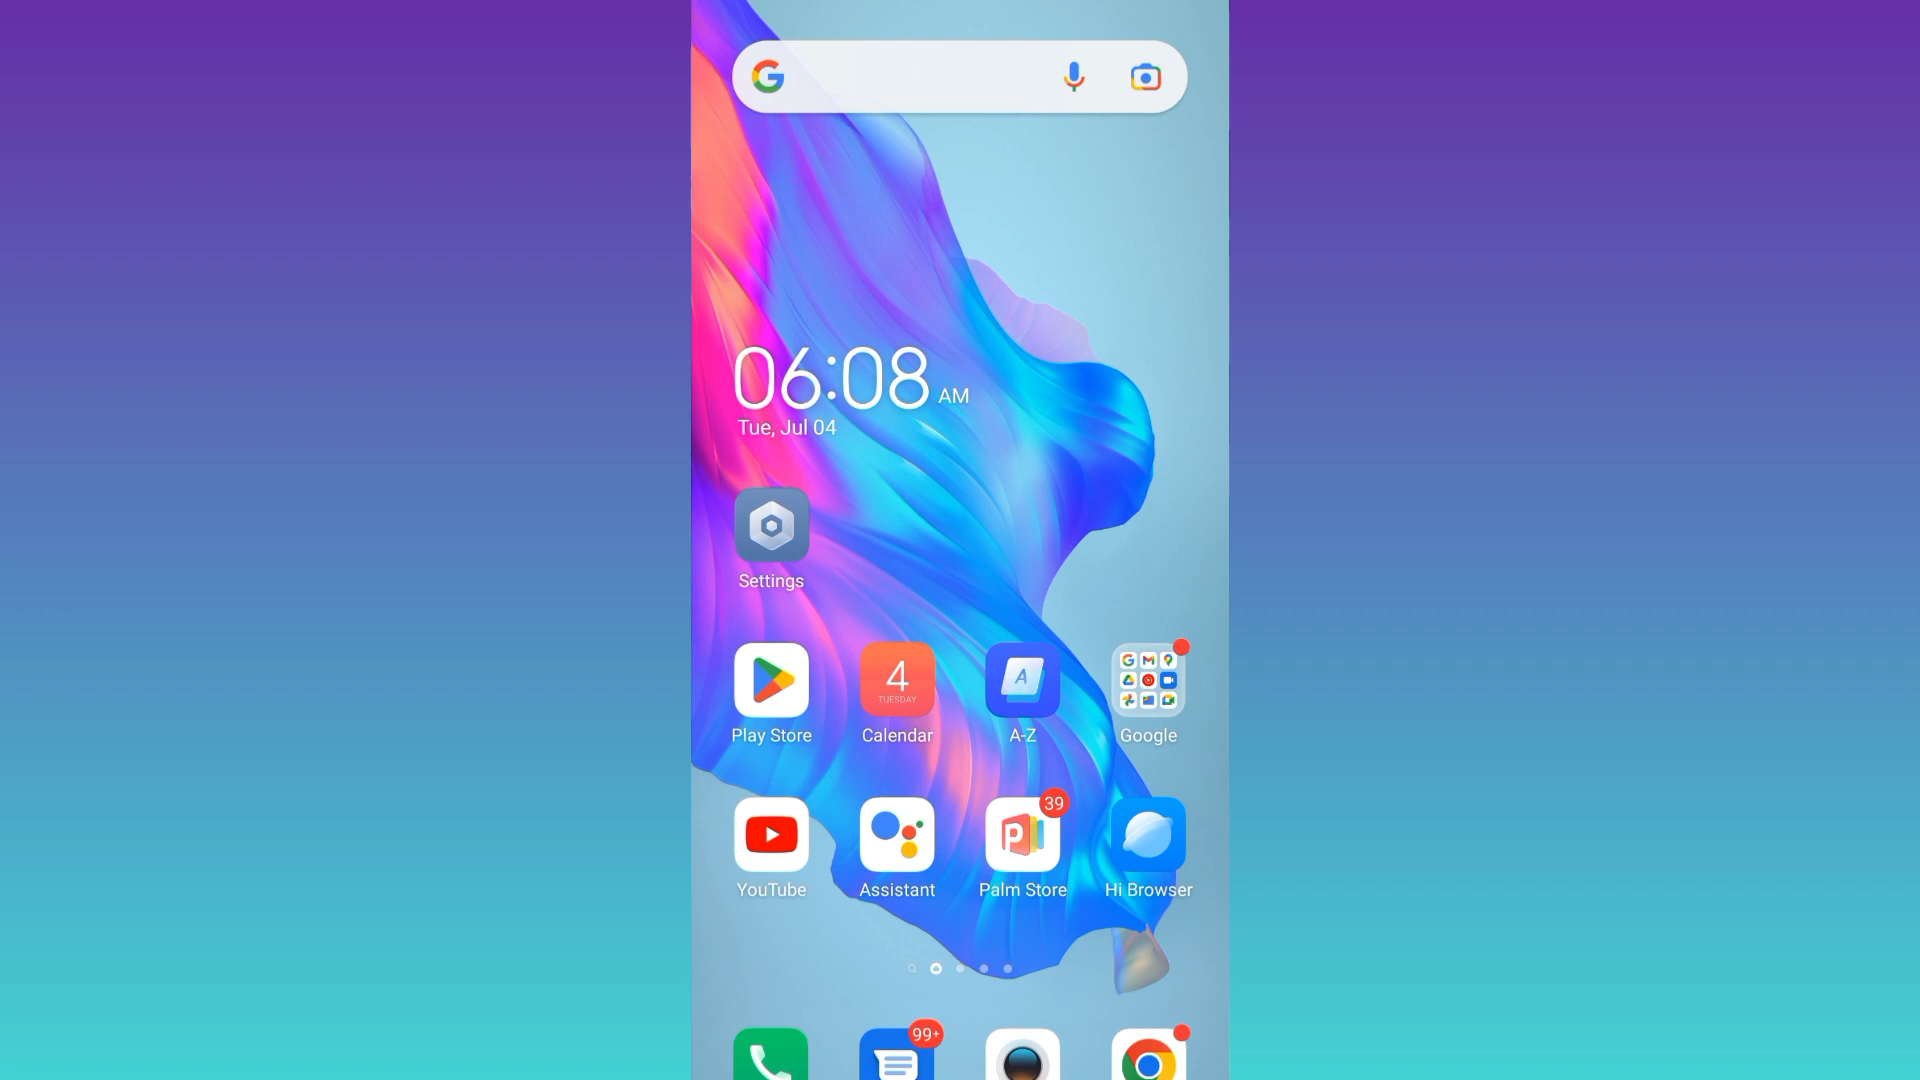 06:08 AM
Tue, Jul 04
Settings
4
TUESDAY
A
Play Store
Calendar
A-Z
Google
39
P
YouTube
Assistant
Palm Store
Hi Browser
99+